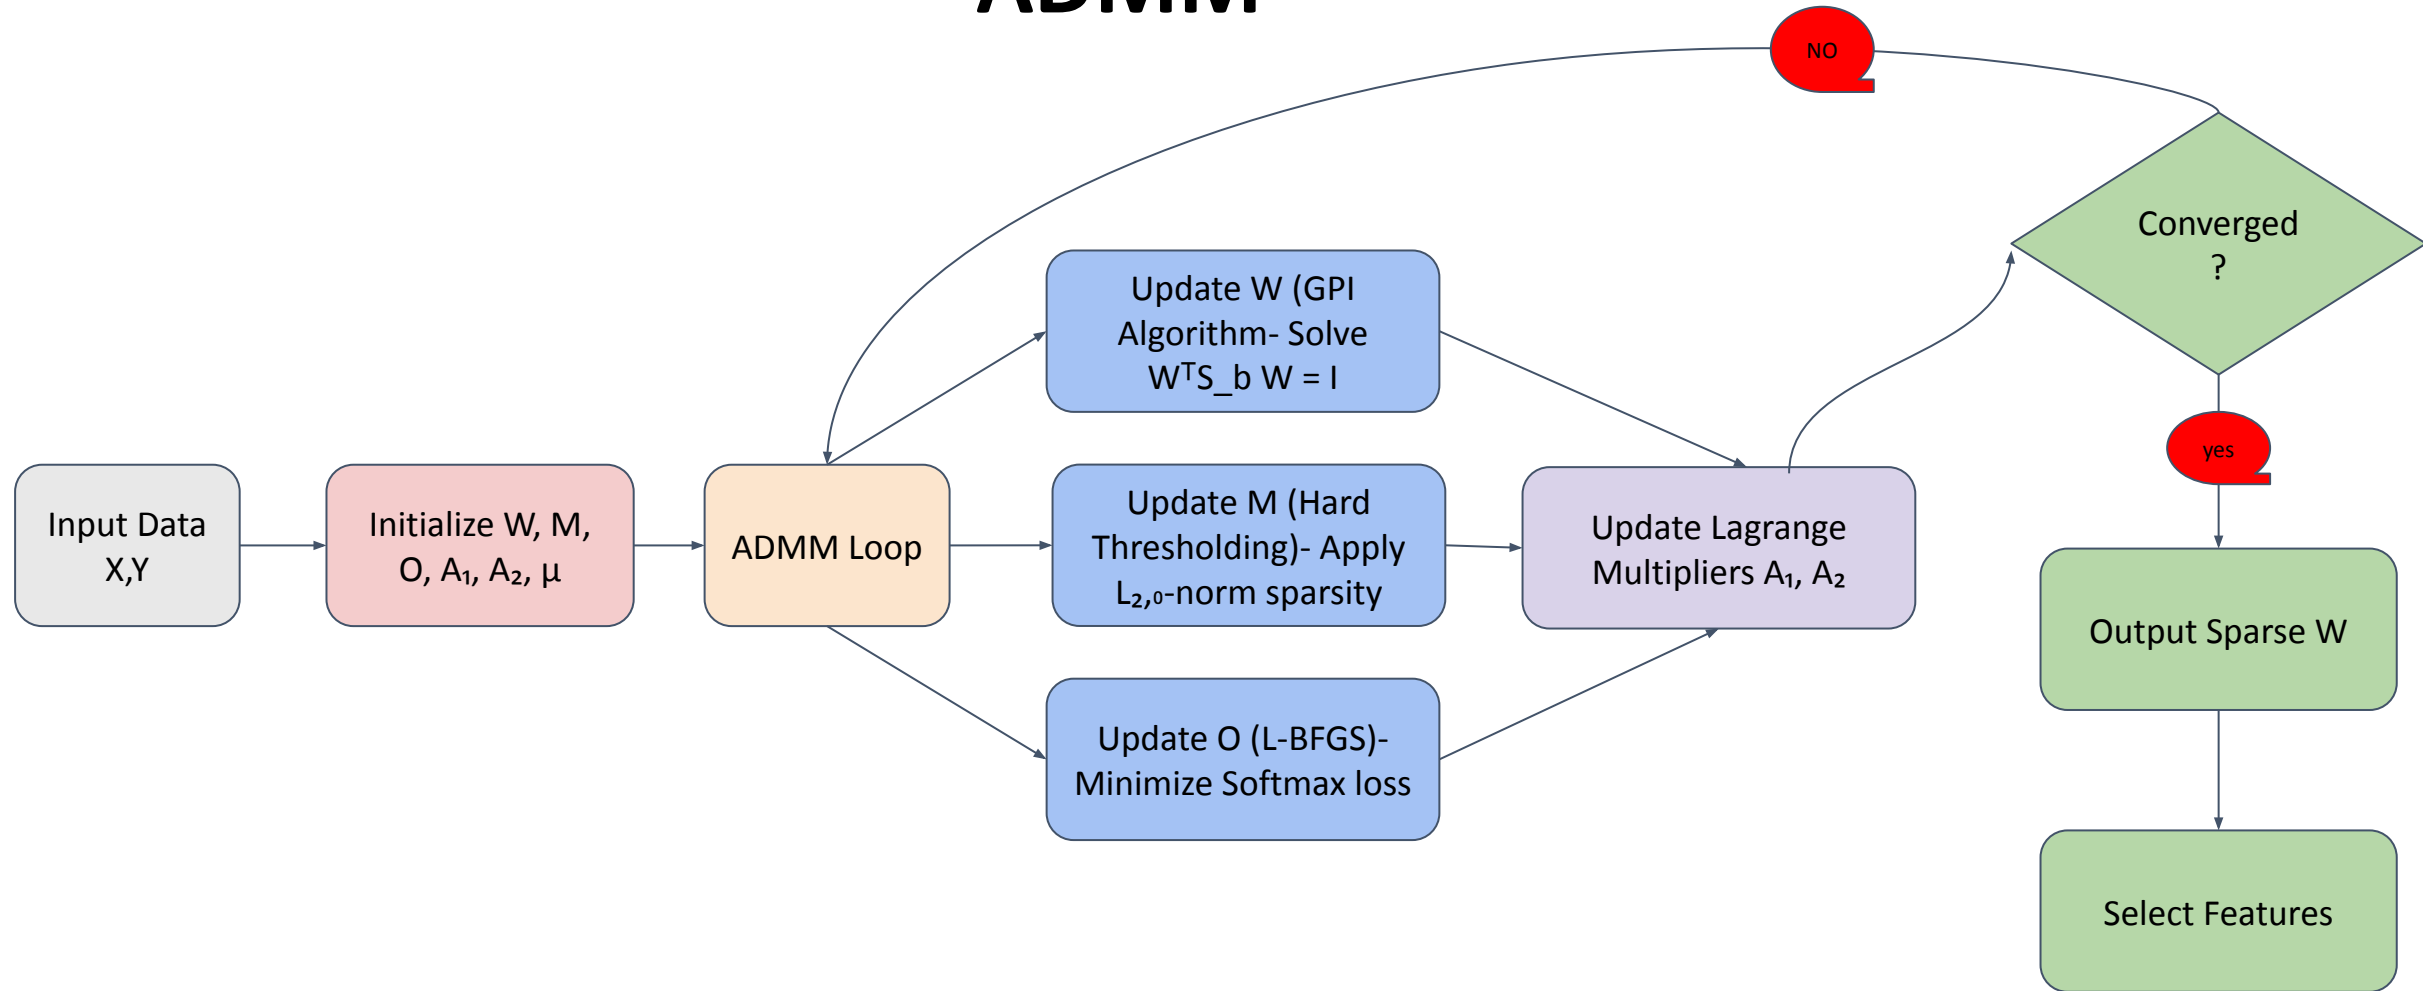 ADMM
NO
Converged
?
Update W (GPI
Algorithm- Solve
WᵀS_b W = I
yes
Input Data
X,Y
Initialize W, M,
O, A₁, A₂, μ
ADMM Loop
Update M (Hard
Thresholding)- Apply
L₂,₀-norm sparsity
Update Lagrange
Multipliers A₁, A₂
Output Sparse W
Update O (L-BFGS)-
Minimize Softmax loss
Select Features